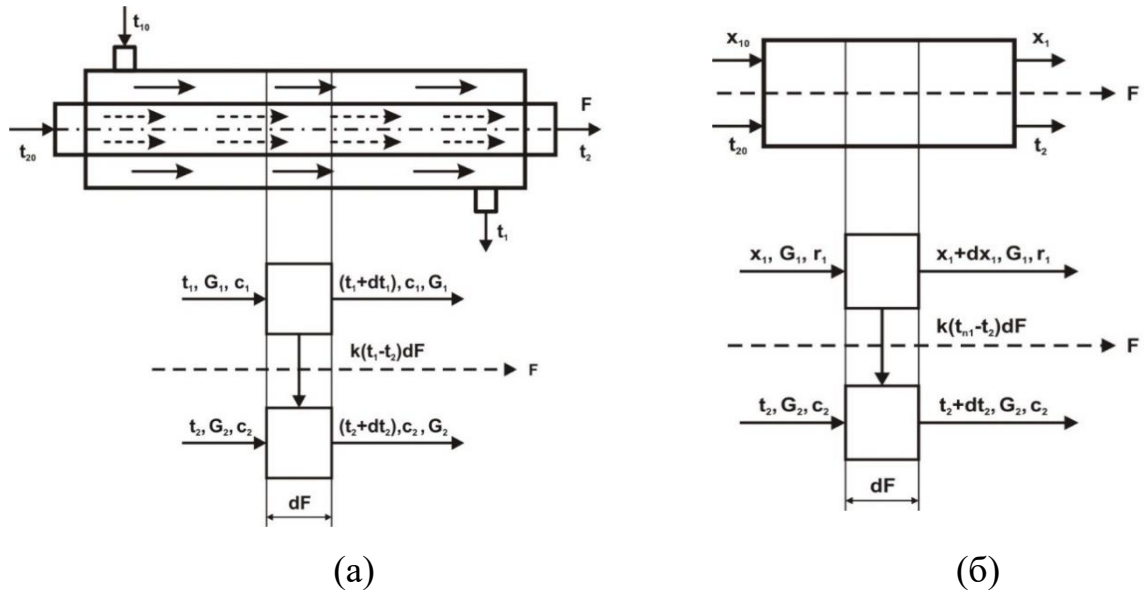 t₁₀
F
t₂₀
t₂
t₁
t₁, G₁, c₁
(t₁+dt₁), c₁, G₁
k(t₁-t₂)dF
F
t₂, G₂, c₂
(t₂+dt₂),c₂, G₂
dF
(а)
x₁₀
x₁
F
t₂₀
t₂
x₁, G₁, r₁
x₁+dx₁, G₁, r₁
k(tₙ₁-t₂)dF
F
t₂, G₂, c₂
t₂+dt₂, G₂, c₂
dF
(б)